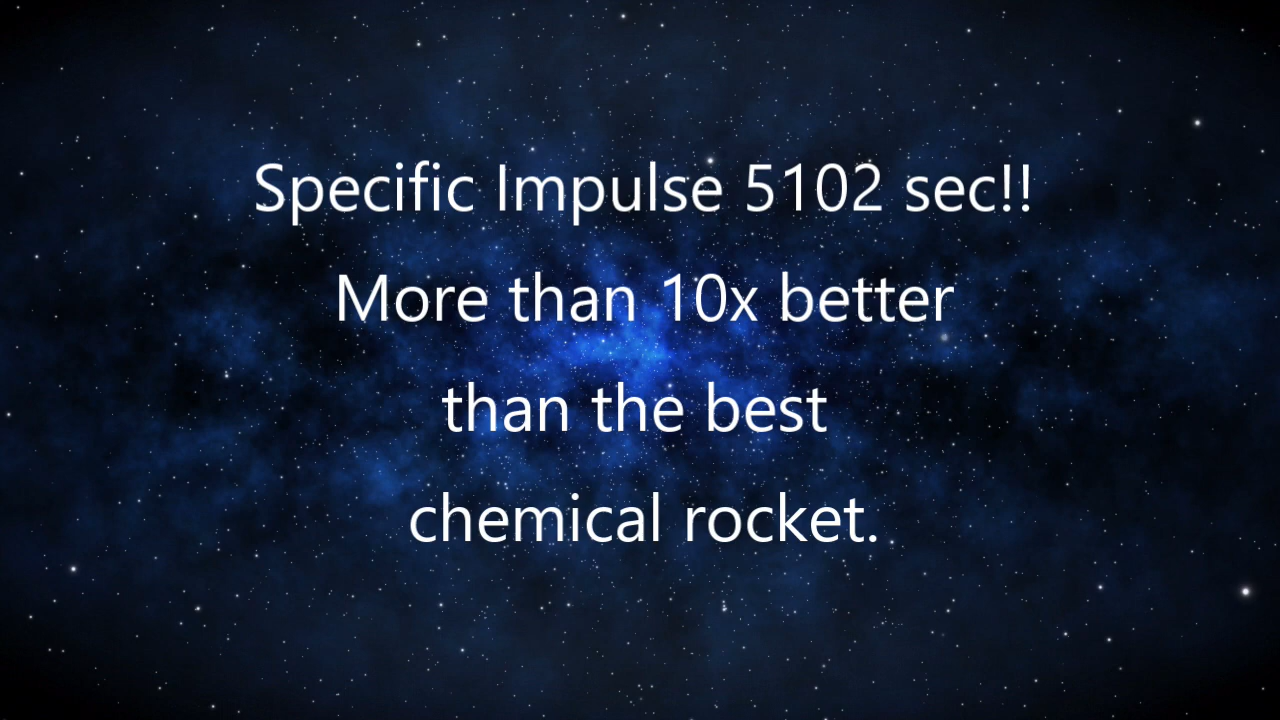 Specific Impulse 5102 sec!!
More than 10x better
than the best
chemical rocket.